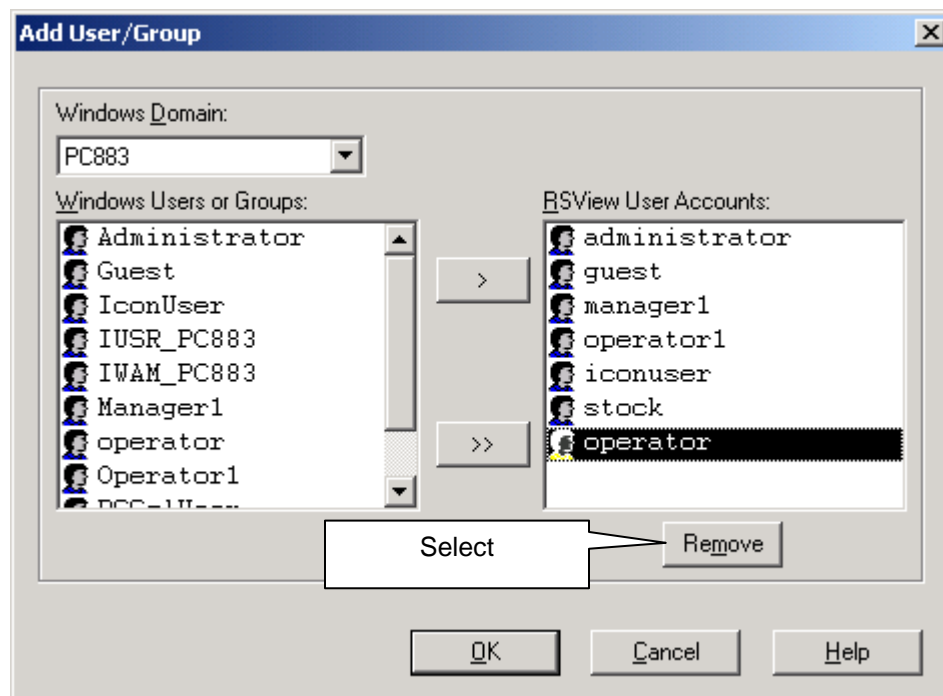 Add User/Group
Windows Domain:
PC883
Windows Users or Groups:
Administrator
Guest
IconUser
IUSR_PC883
IWAM_PC883
Manager1
operator
Operator1
>
>>
RSView User Accounts:
administrator
guest
manager1
operator1
iconuser
stock
operator
Select
Remove
OK
Cancel
Help